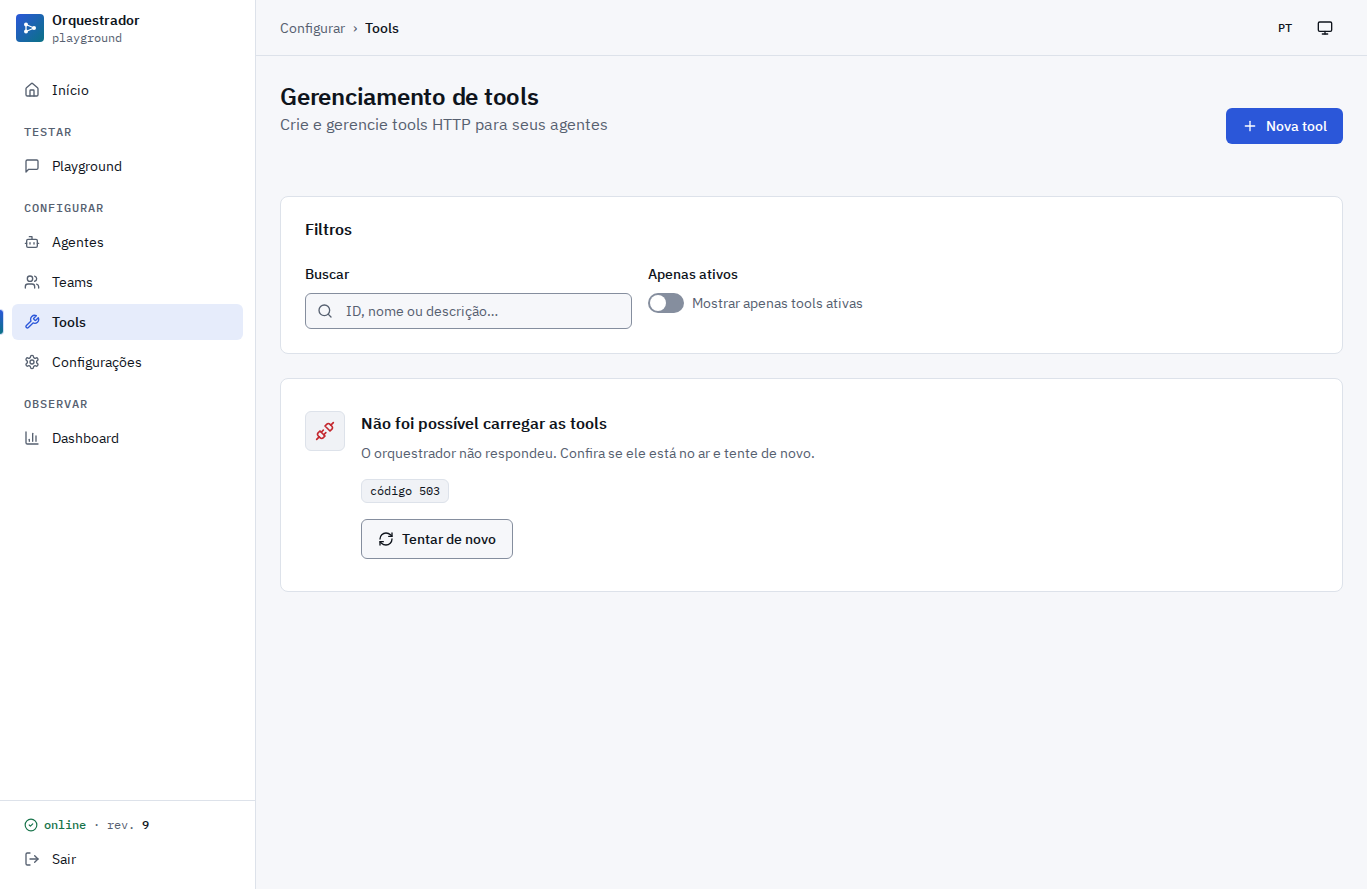 Orquestrador
playground
Início
TESTAR
Playground
CONFIGURAR
Agentes
Teams
Tools
Configurações
OBSERVAR
Dashboard
online · rev. 9
Sair
Configurar › Tools
PT
Gerenciamento de tools
Crie e gerencie tools HTTP para seus agentes
Nova tool
Filtros
Buscar
ID, nome ou descrição...
Apenas ativos
Mostrar apenas tools ativas
Não foi possível carregar as tools
O orquestrador não respondeu. Confira se ele está no ar e tente de novo.
código 503
Tentar de novo